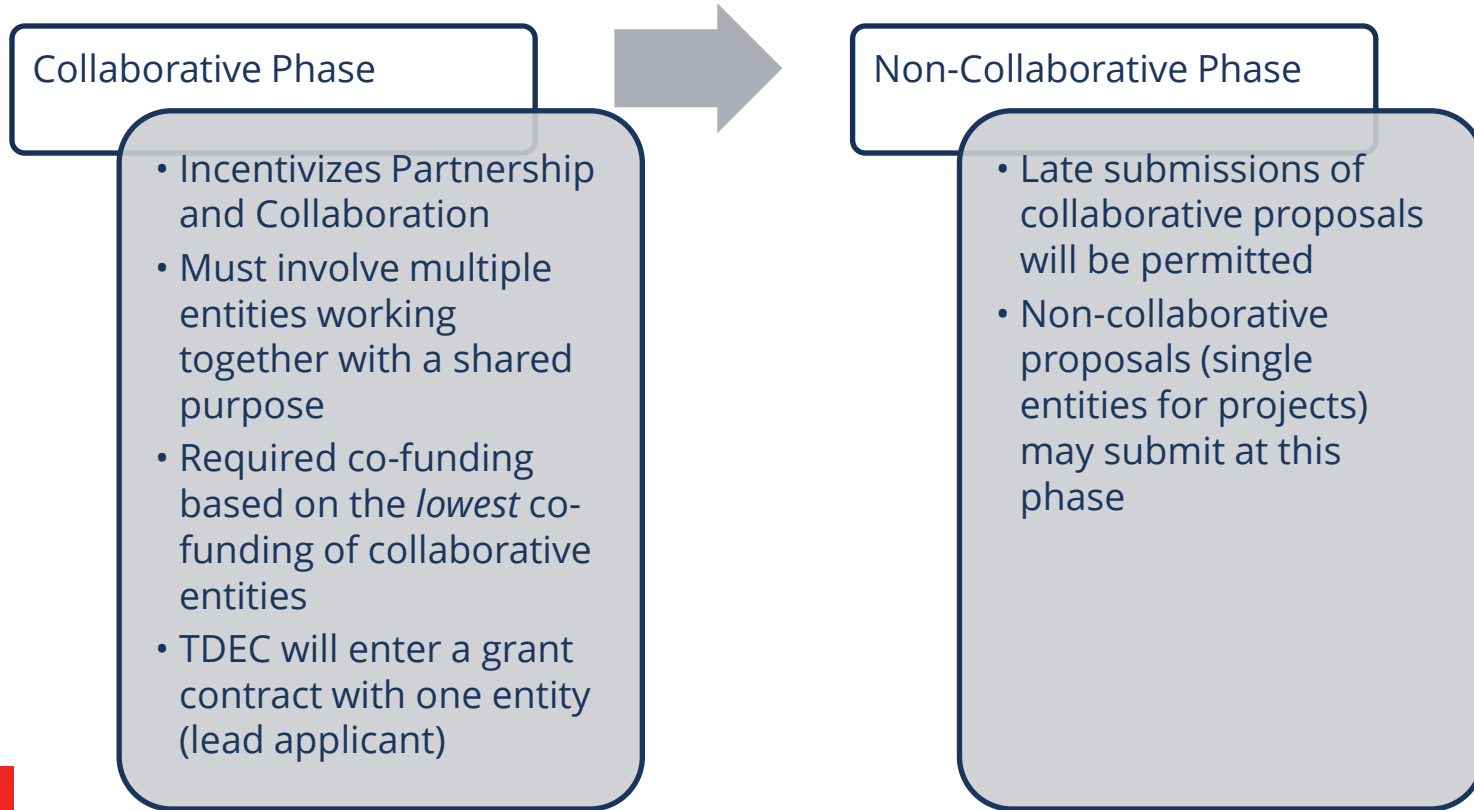 Collaborative Phase
• Incentivizes Partnership
and Collaboration
• Must involve multiple
entities working
together with a shared
purpose
• Required co-funding
based on the lowest co-
funding of collaborative
entities
• TDEC will enter a grant
contract with one entity
(lead applicant)
Non-Collaborative Phase
• Late submissions of
collaborative proposals
will be permitted
• Non-collaborative
proposals (single
entities for projects)
may submit at this
phase